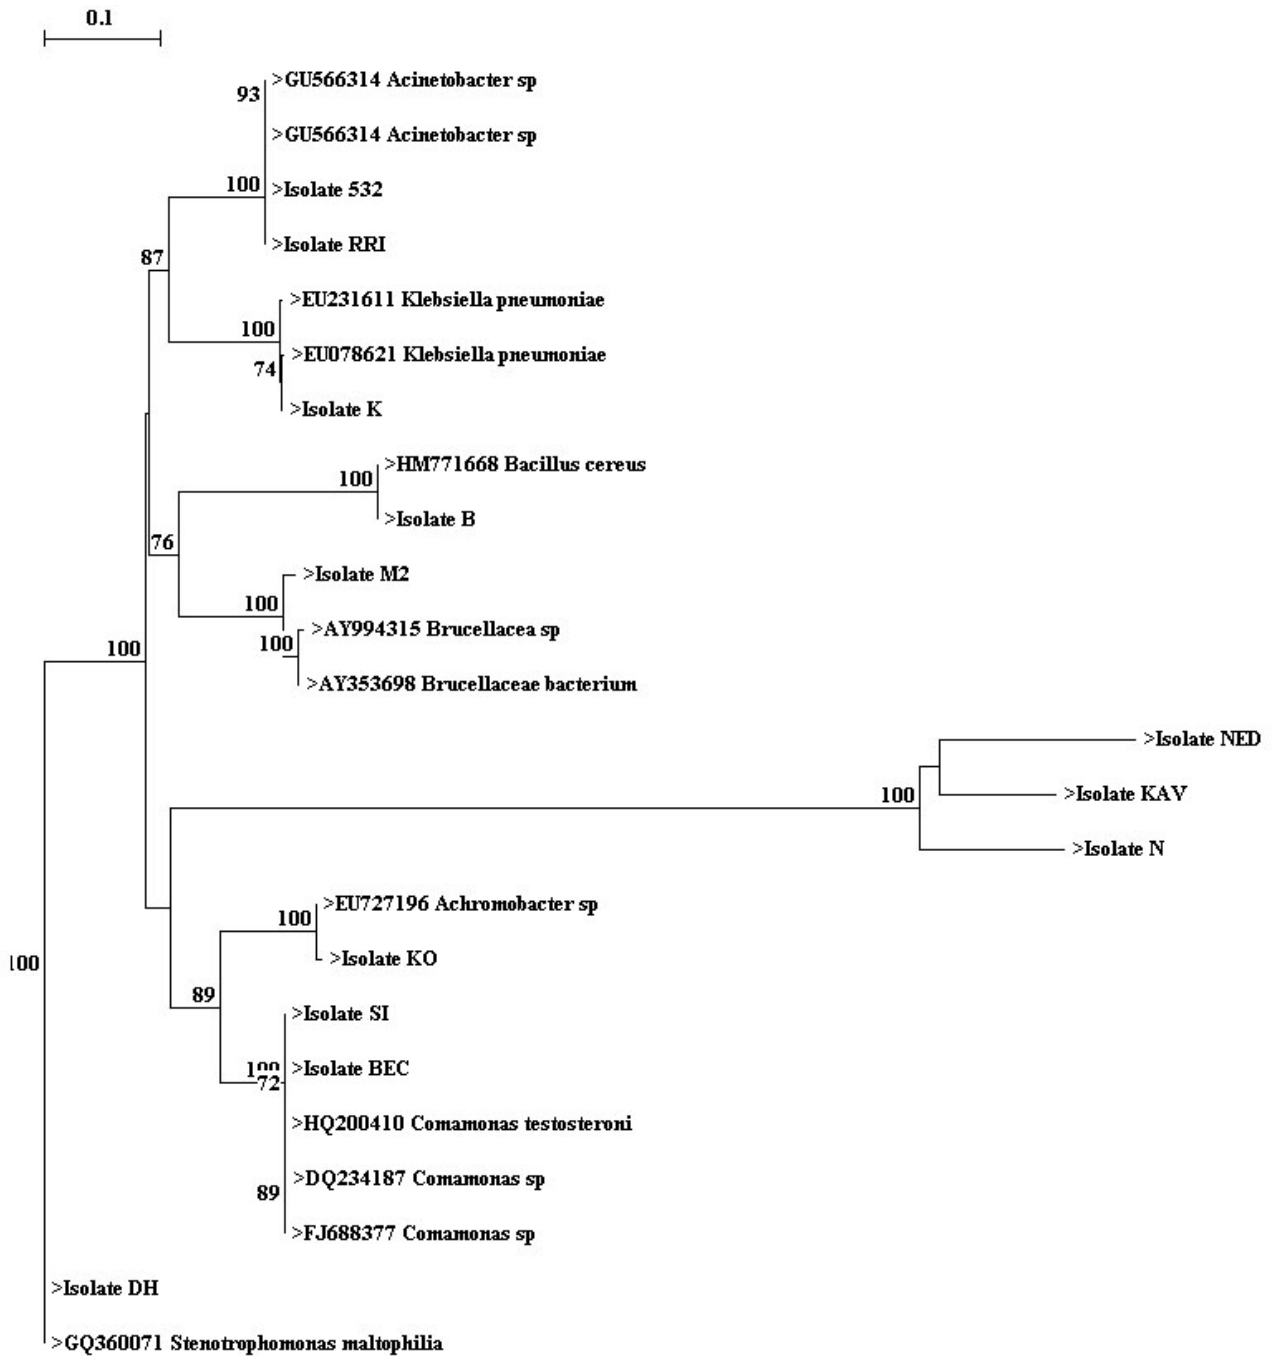 0.1
>GU566314 Acinetobacter sp
93
>GU566314 Acinetobacter sp
100
>Isolate 532
>Isolate RRI
87
>EU231611 Klebsiella pneumoniae
100
>EU078621 Klebsiella pneumoniae
74
>Isolate K
>HM771668 Bacillus cereus
100
>Isolate B
76
>Isolate M2
100
>AY994315 Brucellacea sp
100
100
>AY353698 Brucellaceae bacterium
>Isolate NED
>Isolate KAV
100
>Isolate N
>EU727196 Achromobacter sp
100
>Isolate KO
100
89
>Isolate SI
100
>Isolate BEC
72
>HQ200410 Comamonas testosteroni
>DQ234187 Comamonas sp
89
>FJ688377 Comamonas sp
>Isolate DH
>GQ360071 Stenotrophomonas maltophilia